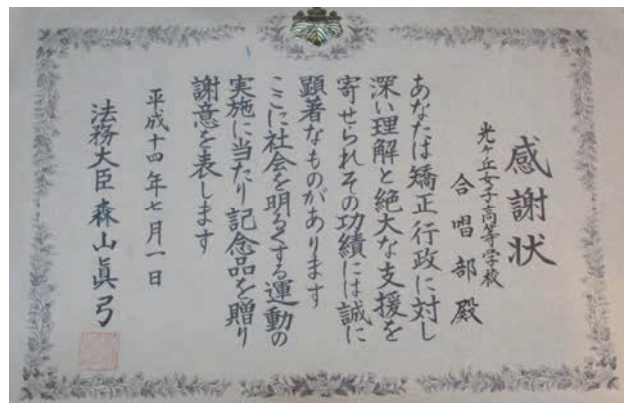 感謝状
光ヶ丘女子高等学校
合唱部殿
あなたは矯正行政に対し
深い理解と絶大な支援を
寄せられその功績には誠に
顕著なものがあります
ここに社会を明るくする運動の
実施に当たり記念品を贈り
謝意を表します
平成十四年七月一日
法務大臣 森山眞弓